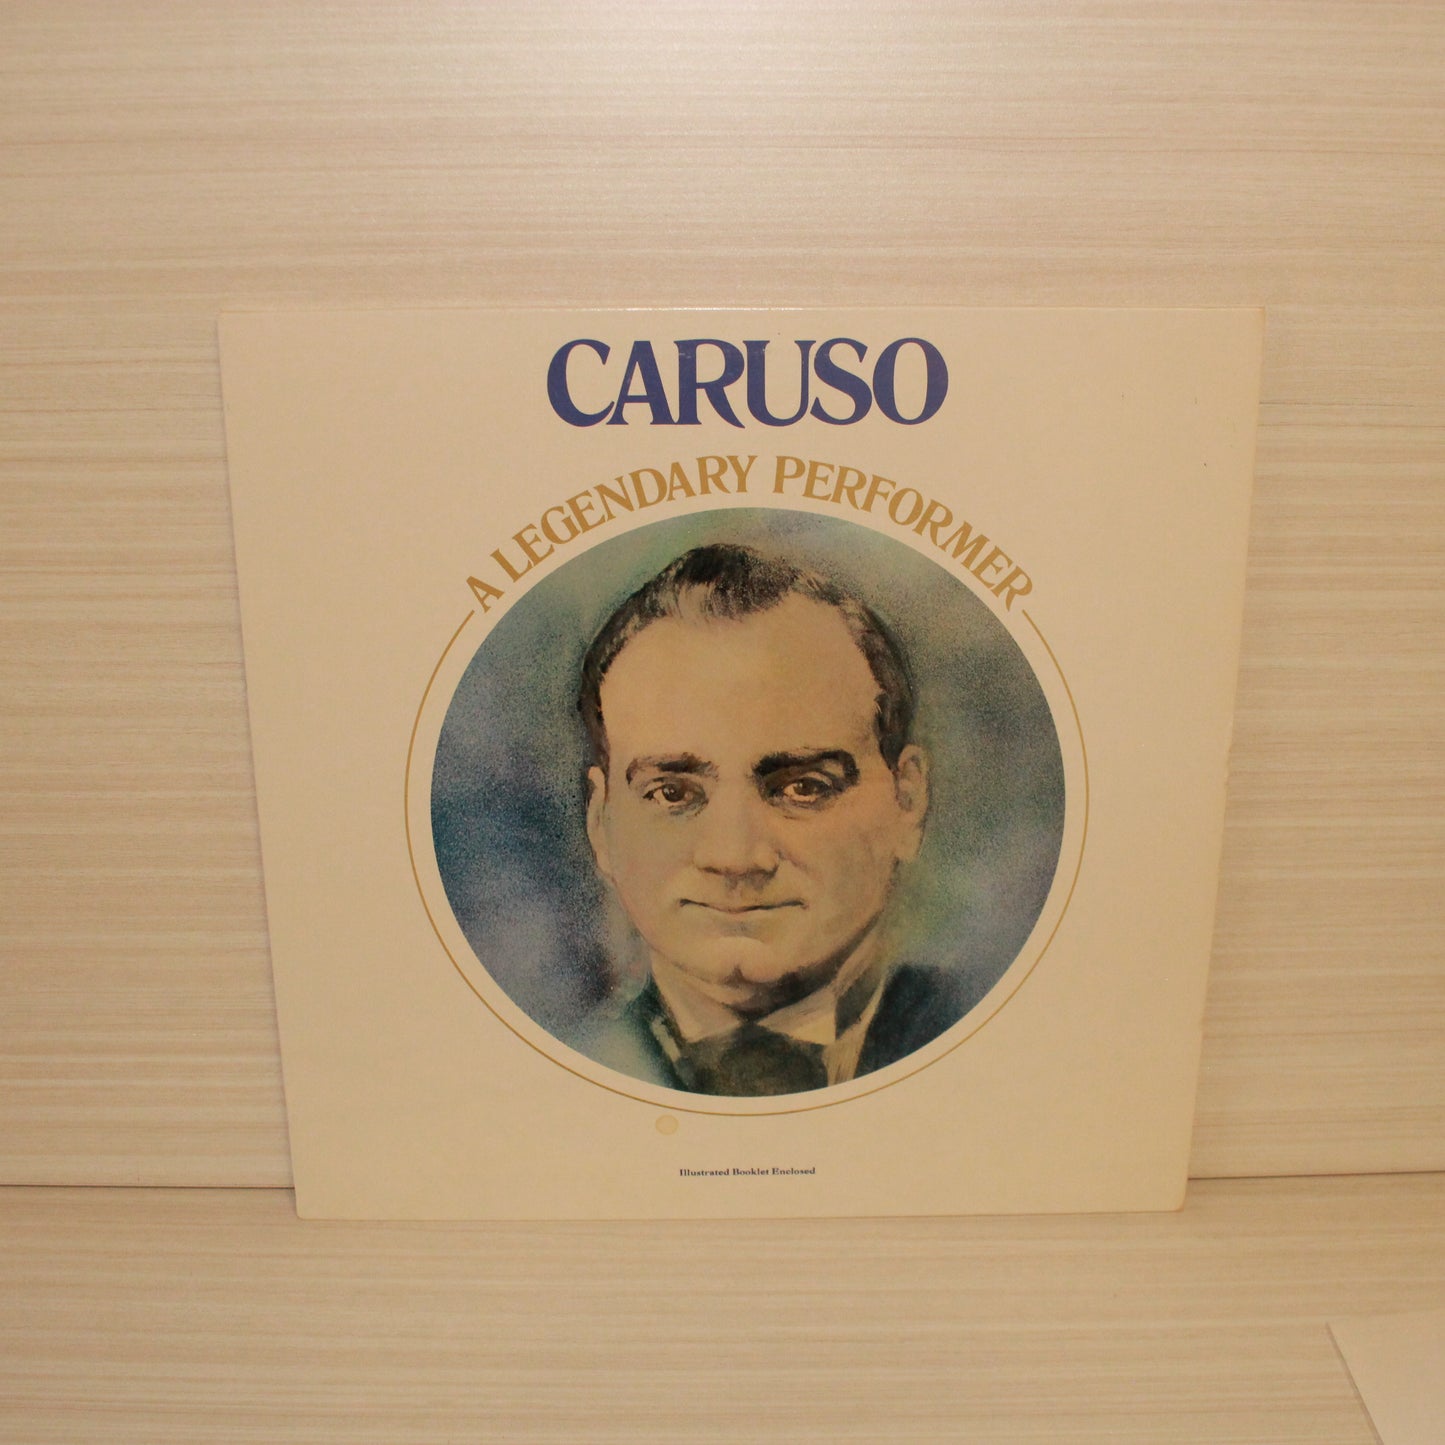 CARUSO
A LEGENDARY PERFORMER
Illustrated Booklet Enclosed